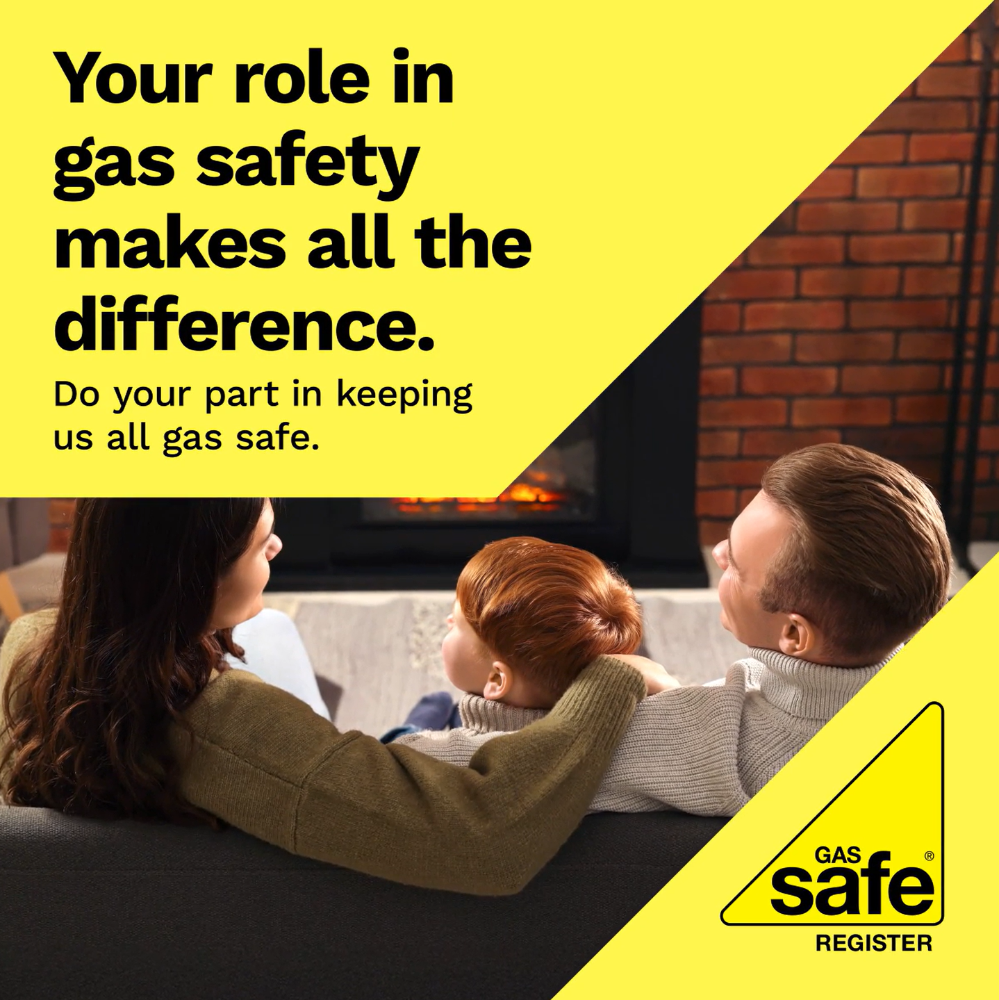 Your role in
gas safety
makes all the
difference.
Do your part in keeping
us all gas safe.
GAS
safe®
REGISTER